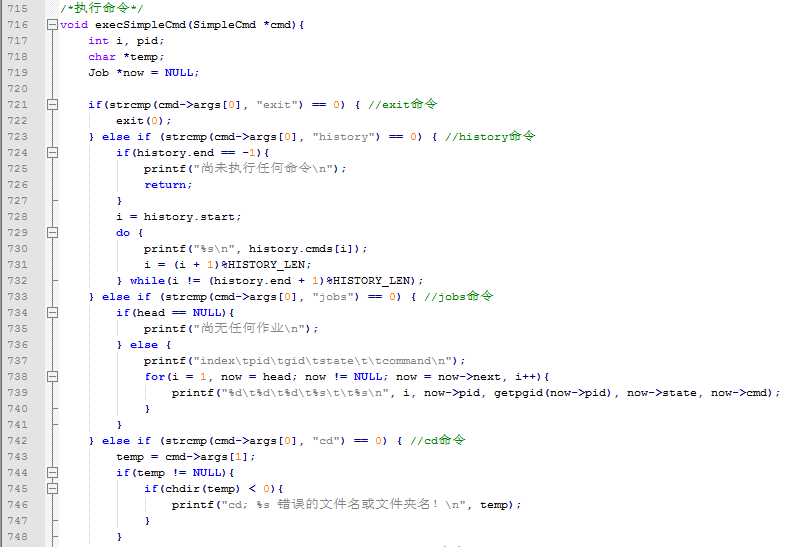 715 /*执行命令*/
716 void execSimpleCmd(SimpleCmd *cmd){
717     int i, pid;
718     char *temp;
719     Job *now = NULL;
720
721     if(strcmp(cmd->args[0], "exit") == 0) { //exit命令
722         exit(0);
723     } else if (strcmp(cmd->args[0], "history") == 0) { //history命令
724         if(history.end == -1){
725             printf("尚未执行任何命令\n");
726             return;
727         }
728         i = history.start;
729         do {
730             printf("%s\n", history.cmds[i]);
731             i = (i + 1)%HISTORY_LEN;
732         } while(i != (history.end + 1)%HISTORY_LEN);
733     } else if (strcmp(cmd->args[0], "jobs") == 0) { //jobs命令
734         if(head == NULL){
735             printf("尚无任何作业\n");
736         } else {
737             printf("index\tpid\tgid\tstate\t\tcommand\n");
738             for(i = 1, now = head; now != NULL; now = now->next, i++){
739                 printf("%d\t%d\t%d\t%s\t\t%s\n", i, now->pid, getpgid(now->pid), now->state, now->cmd);
740             }
741         }
742     } else if (strcmp(cmd->args[0], "cd") == 0) { //cd命令
743         temp = cmd->args[1];
744         if(temp != NULL){
745             if(chdir(temp) < 0){
746                 printf("cd; %s 错误的文件名或文件夹名！\n", temp);
747             }
748         }